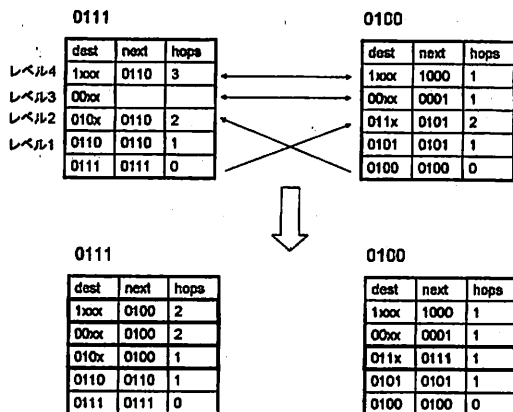 0111 0100
dest next hops dest next hops
レベル4 1xxx 0110 3 1xxx 1000 1
レベル3 00xx 00xx 0001 1
レベル2 010x 0110 2 011x 0101 2
レベル1 0110 0110 1 0101 0101 1
0111 0111 0 0100 0100 0
0111 0100
dest next hops dest next hops
1xxx 0100 2 1xxx 1000 1
00xx 0100 2 00xx 0001 1
010x 0100 1 011x 0111 1
0110 0110 1 0101 0101 1
0111 0111 0 0100 0100 0